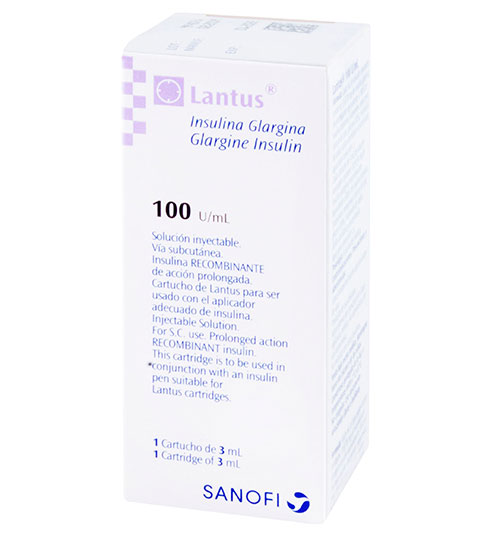 Lantus®
Insulina Glargina
Glargine Insulin
100 U/mL
Solución inyectable.
Vía subcutánea.
Insulina RECOMBINANTE
de acción prolongada.
Cartucho de Lantus para ser
usado con el aplicador
adecuado de insulina.
Injectable Solution.
For S.C. use. Prolonged action
RECOMBINANT insulin.
This cartridge is to be used in
*conjunction with an insulin
pen suitable for
Lantus cartridges.
1 Cartucho de 3 mL
1 Cartridge of 3 mL
SANOFI